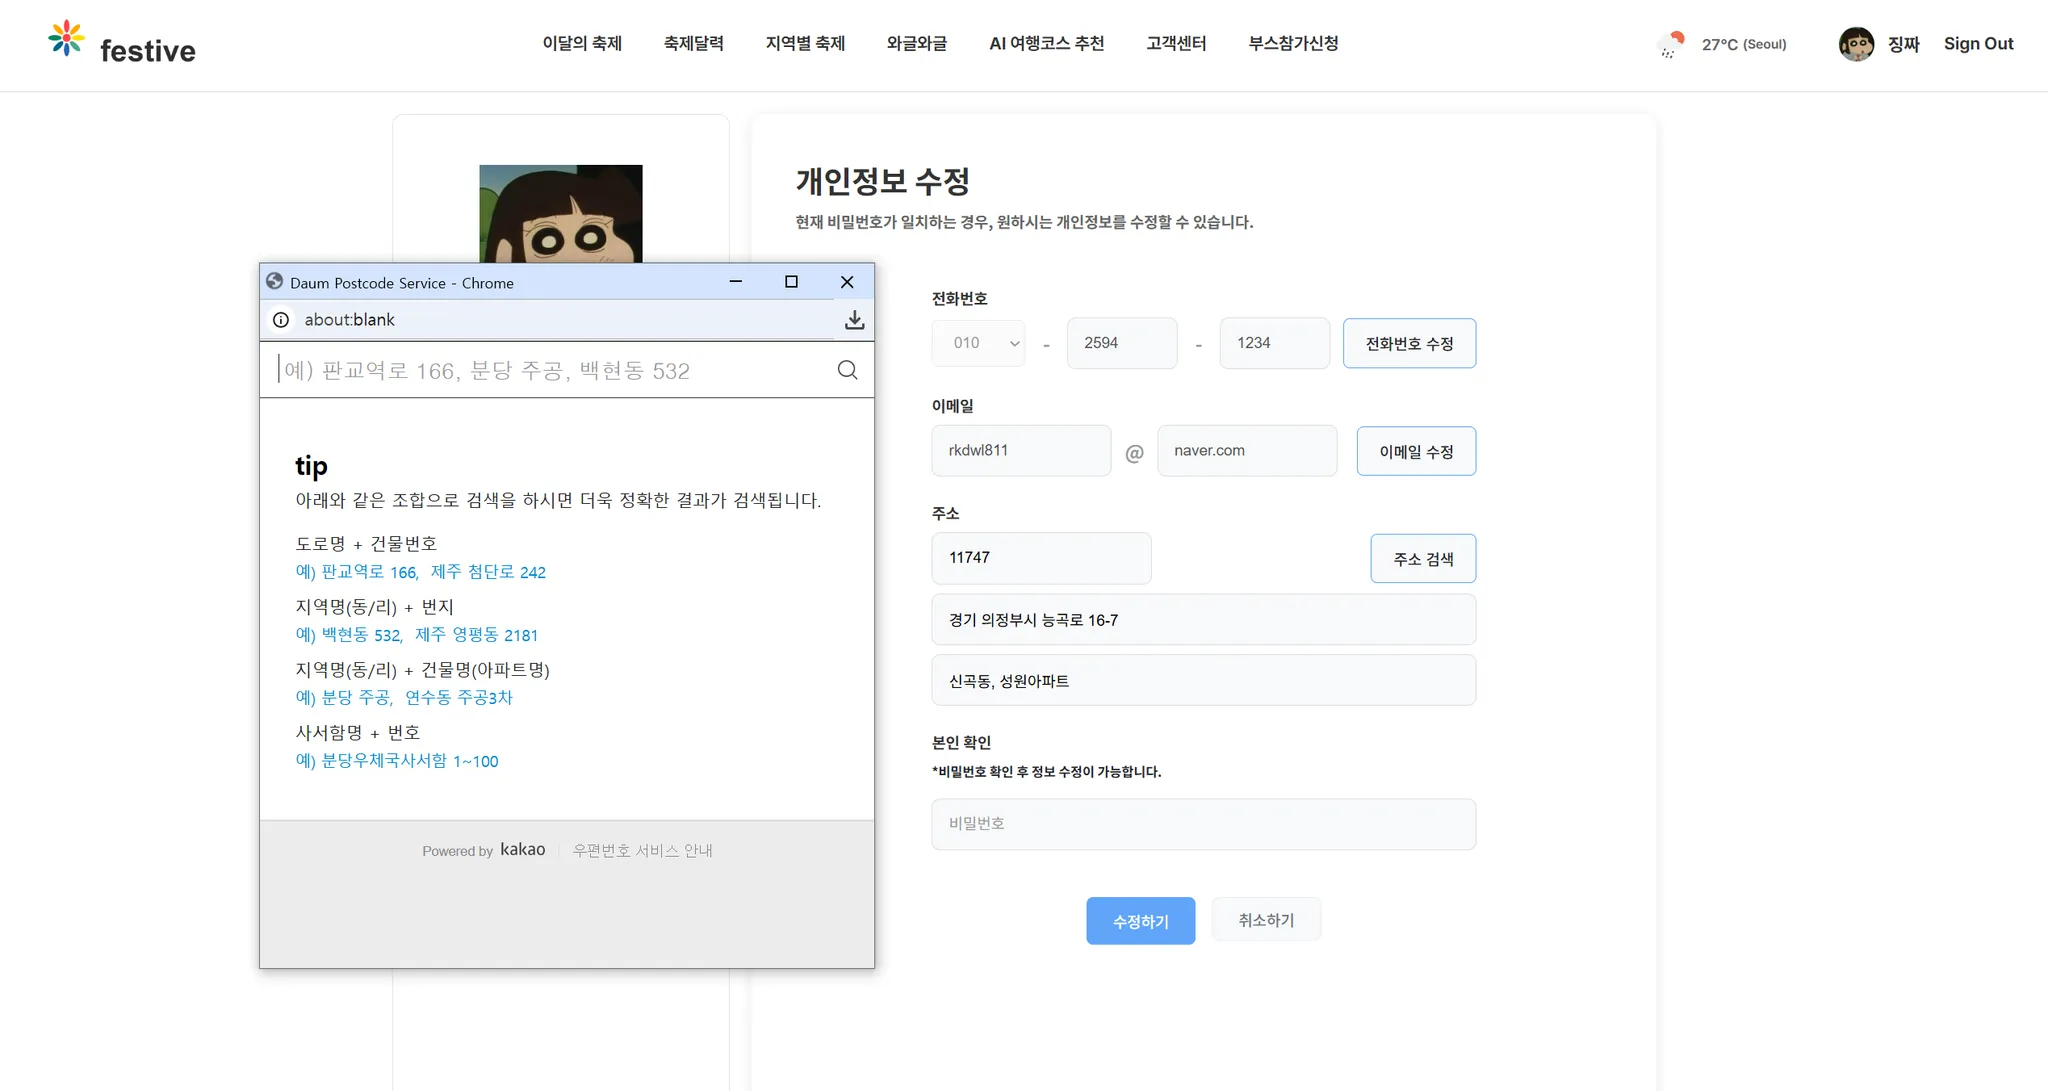 festive
이달의 축제
축제달력
지역별 축제
와글와글
AI 여행코스 추천
고객센터
부스참가신청
27°C (Seoul)
징짜
Sign Out
개인정보 수정
현재 비밀번호가 일치하는 경우, 원하시는 개인정보를 수정할 수 있습니다.
전화번호
010 - 2594 - 1234 전화번호 수정
이메일
rkdwl811 @ naver.com 이메일 수정
주소
11747 주소 검색
경기 의정부시 능곡로 16-7
신곡동, 성원아파트
본인 확인
*비밀번호 확인 후 정보 수정이 가능합니다.
비밀번호
수정하기 취소하기
Daum Postcode Service - Chrome
about:blank
예) 판교역로 166, 분당 주공, 백현동 532
tip
아래와 같은 조합으로 검색을 하시면 더욱 정확한 결과가 검색됩니다.
도로명 + 건물번호
예) 판교역로 166, 제주 첨단로 242
지역명(동/리) + 번지
예) 백현동 532, 제주 영평동 2181
지역명(동/리) + 건물명(아파트명)
예) 분당 주공, 연수동 주공3차
사서함명 + 번호
예) 분당우체국사서함 1~100
Powered by kakao 우편번호 서비스 안내